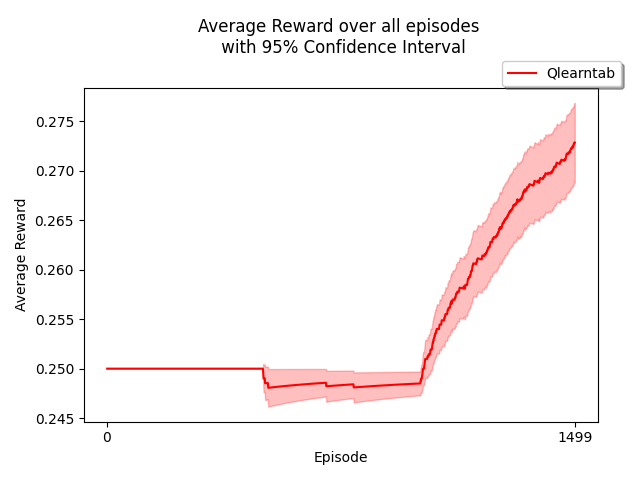 Average Reward over all episodes
with 95% Confidence Interval
Qlearntab
0.275
0.270
0.265
0.260
0.255
0.250
0.245
Average Reward
0
1499
Episode